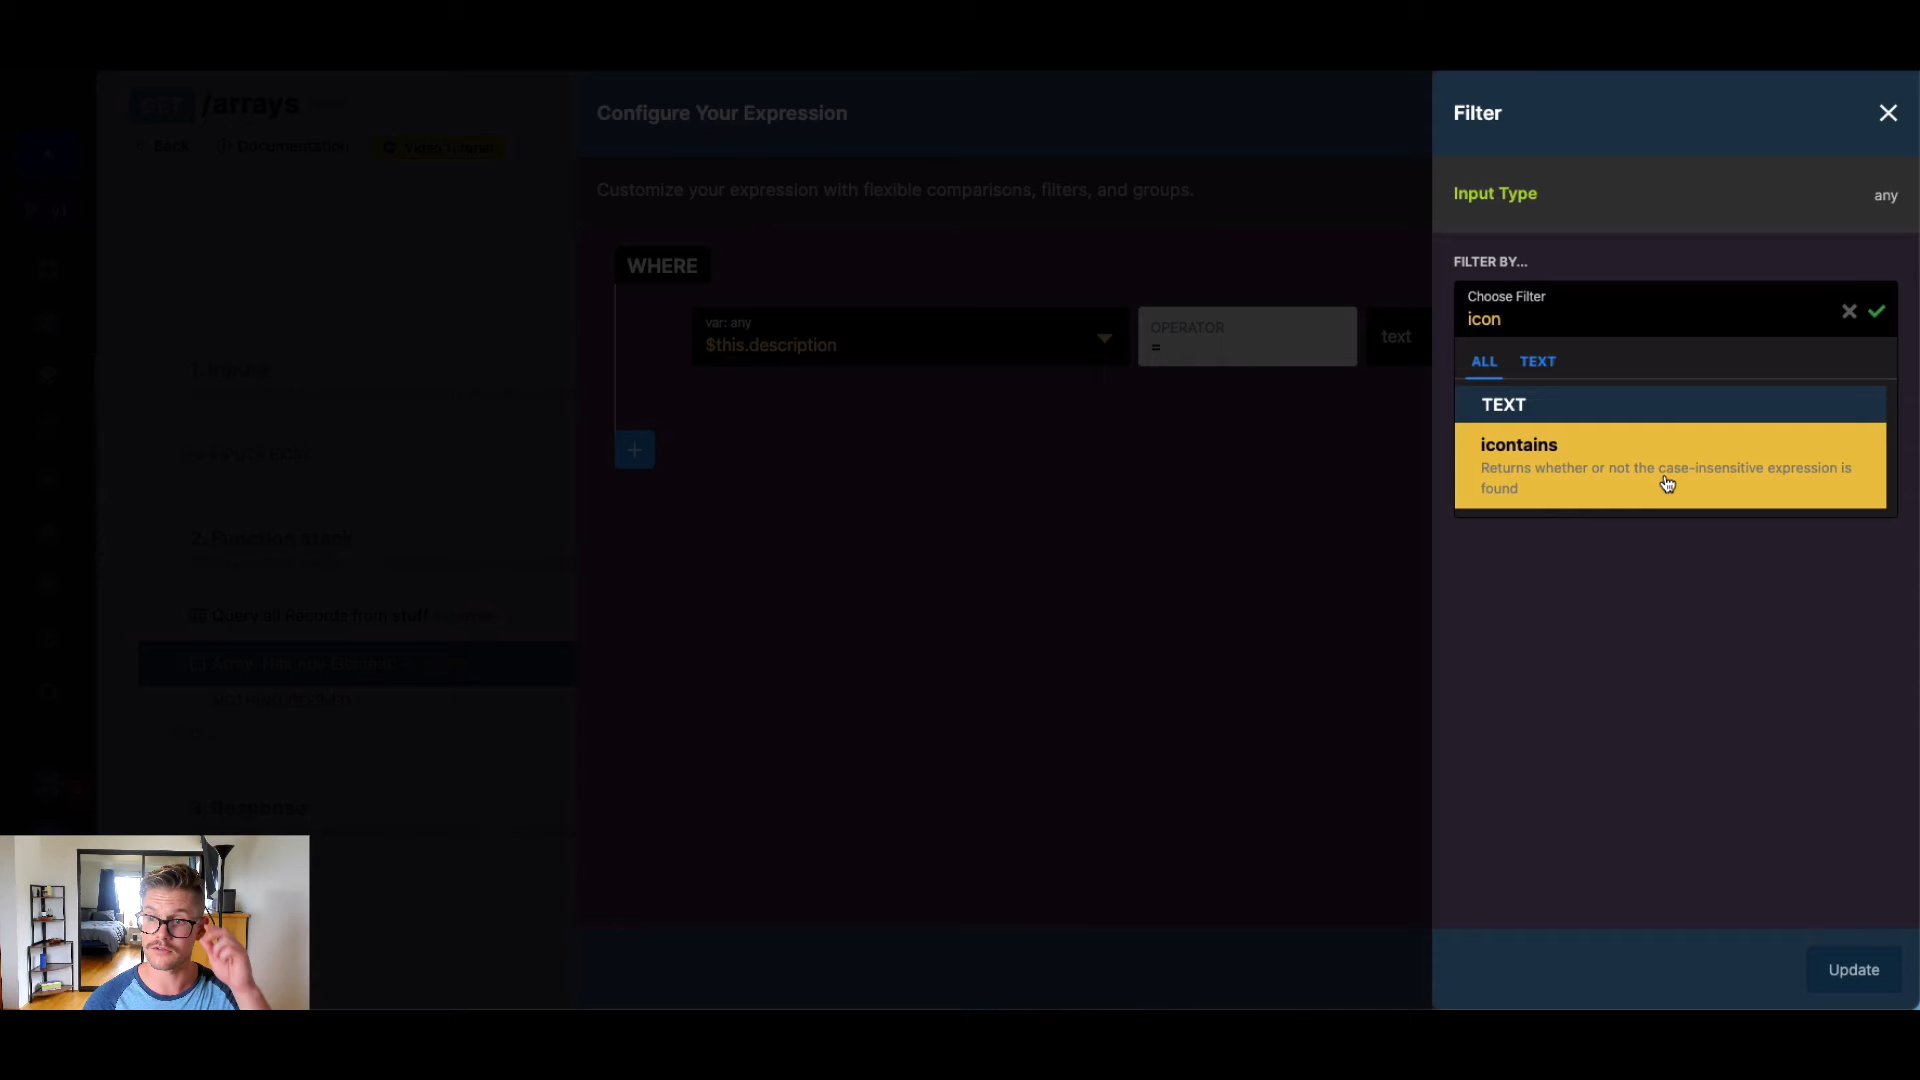 GET /arrays
Back
Documentation
Video Tutorial
v1
1. Inputs
2. Function stack
Query all Records from stuff
Array: Has Any Element
3. Response
Configure Your Expression
Customize your expression with flexible comparisons, filters, and groups.
WHERE
var: any
$this.description
OPERATOR
=
text
+
Filter
Input Type
any
FILTER BY...
Choose Filter
icon
ALL
TEXT
TEXT
icontains
Returns whether or not the case-insensitive expression is
found
Update